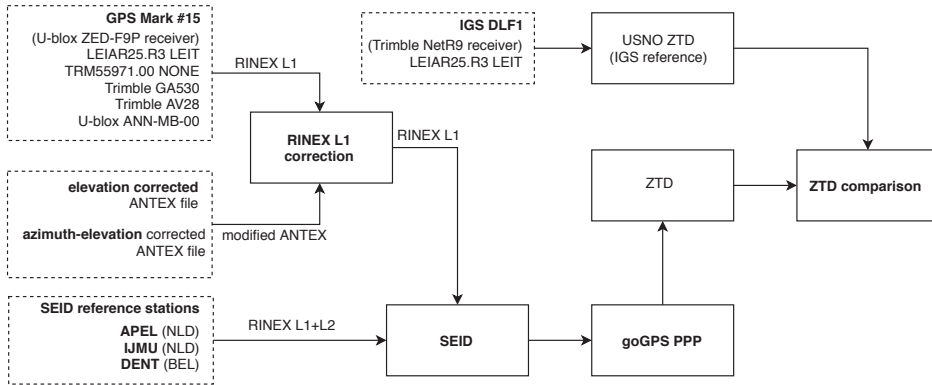 GPS Mark #15
(U-blox ZED-F9P receiver)
LEIAR25.R3 LEIT
TRM55971.00 NONE
Trimble GA530
Trimble AV28
U-blox ANN-MB-00
RINEX L1
IGS DLF1
(Trimble NetR9 receiver)
LEIAR25.R3 LEIT
USNO ZTD
(IGS reference)
RINEX L1
correction
RINEX L1
elevation corrected
ANTEX file
azimuth-elevation corrected
ANTEX file
modified ANTEX
ZTD
ZTD comparison
SEID reference stations
APEL (NLD)
IJMU (NLD)
DENT (BEL)
RINEX L1+L2
SEID
goGPS PPP